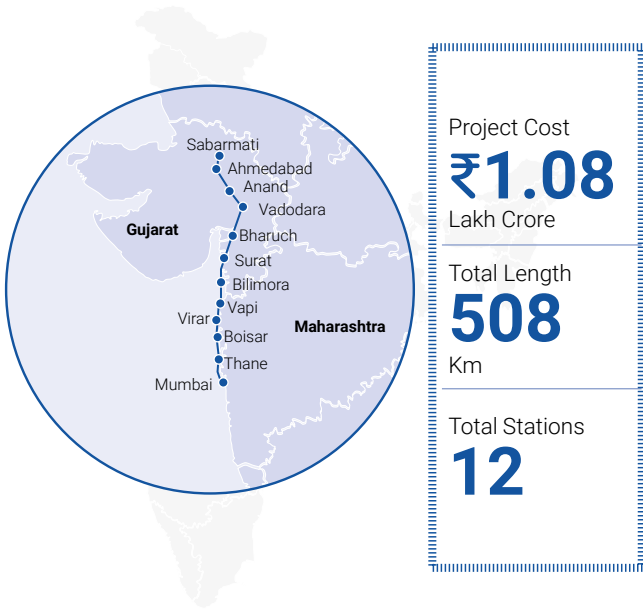 Sabarmati
Ahmedabad
Anand
Vadodara
Gujarat
Bharuch
Surat
Bilimora
Vapi
Virar
Maharashtra
Boisar
Thane
Mumbai
Project Cost
₹1.08
Lakh Crore
Total Length
508
Km
Total Stations
12